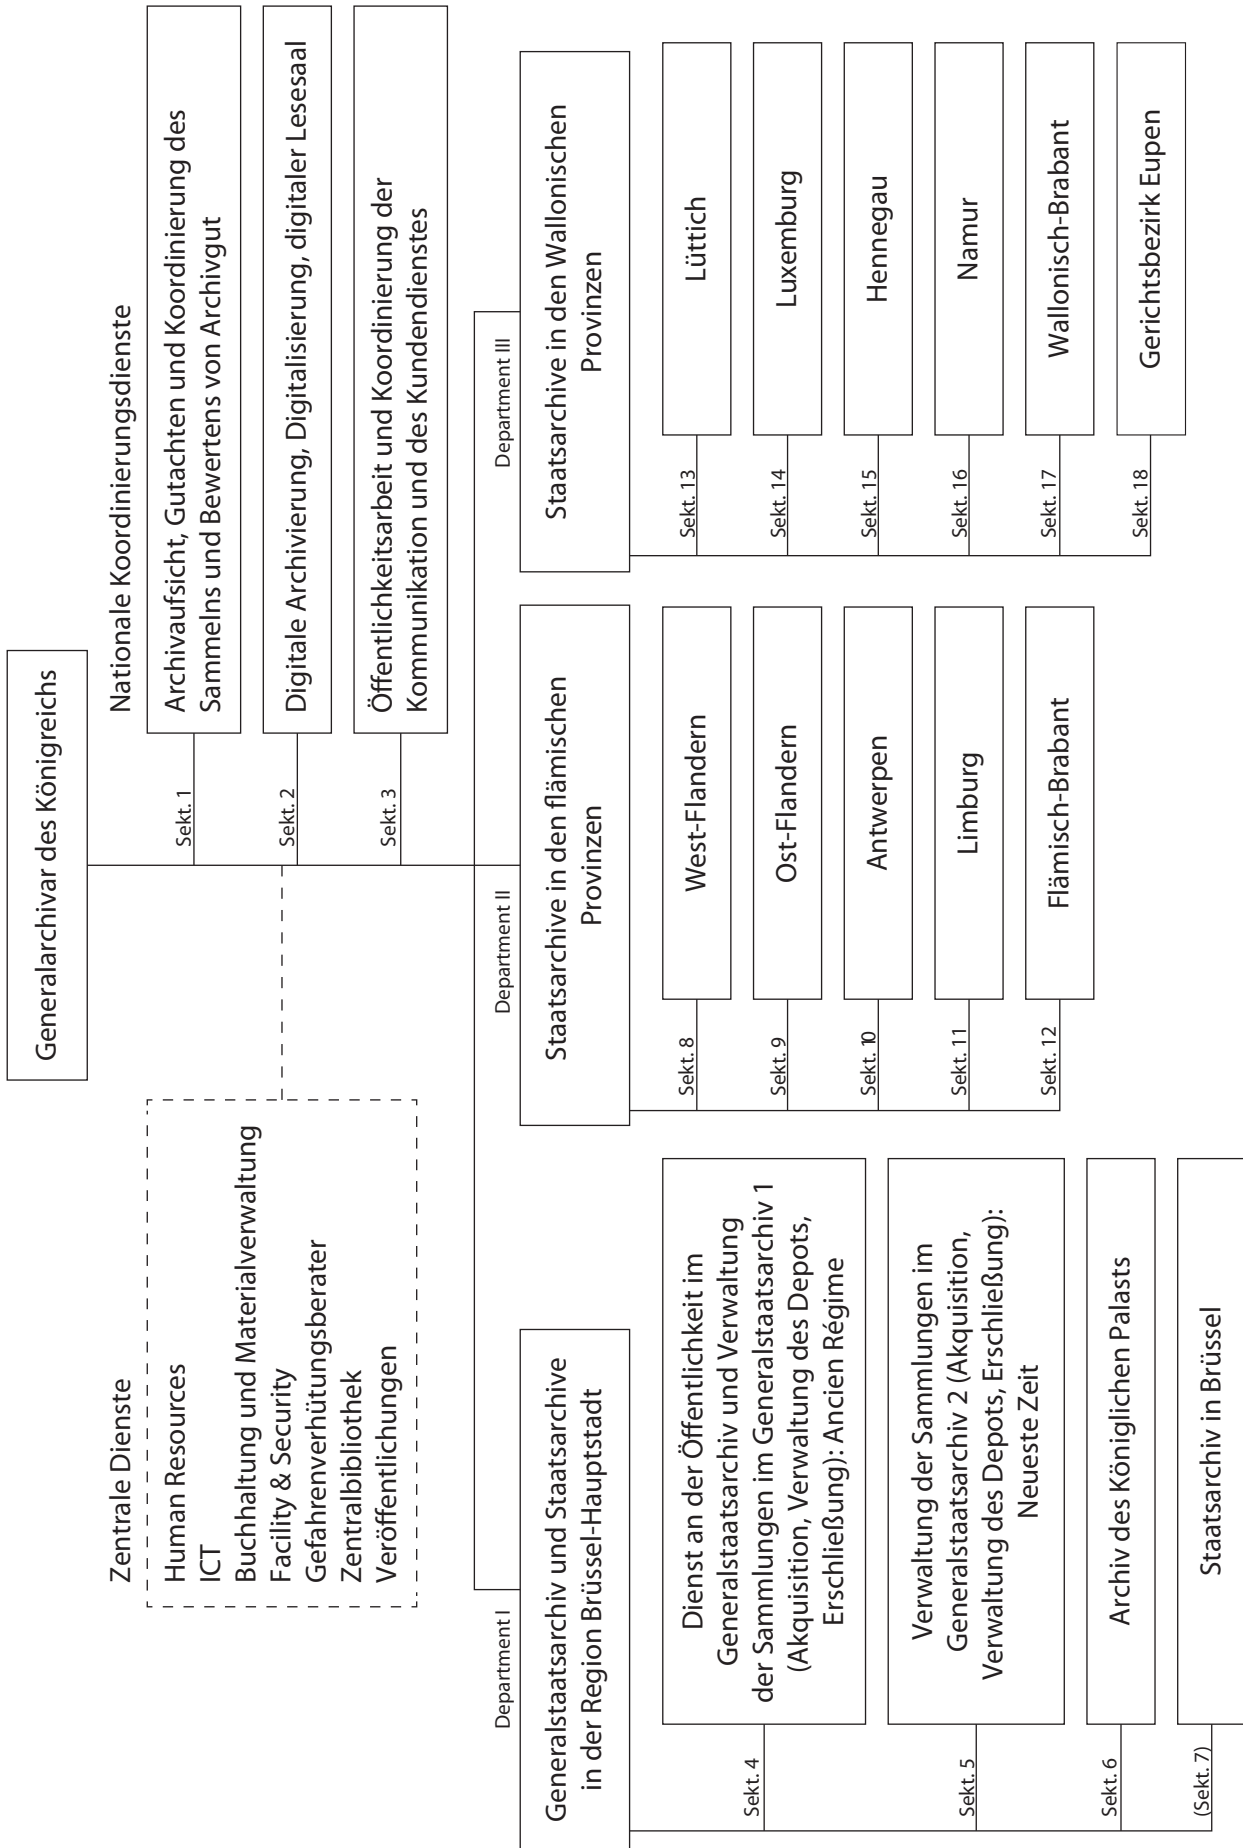 Generalarchivar des Königreichs
Zentrale Dienste
Human Resources
ICT
Buchhaltung und Materialverwaltung
Facility & Security
Gefahrenverhütungsberater
Zentralbibliothek
Veröffentlichungen
Nationale Koordinierungsdienste
Sekt. 1
Archivaufsicht, Gutachten und Koordinierung des
Sammelns und Bewertens von Archivgut
Sekt. 2
Digitale Archivierung, Digitalisierung, digitaler Lesesaal
Sekt. 3
Öffentlichkeitsarbeit und Koordinierung der
Kommunikation und des Kundendienstes
Department I
Generalstaatsarchiv und Staatsarchive
in der Region Brüssel-Hauptstadt
Sekt. 4
Dienst an der Öffentlichkeit im
Generalstaatsarchiv und Verwaltung
der Sammlungen im Generalstaatsarchiv 1
(Akquisition, Verwaltung des Depots,
Erschließung): Ancien Régime
Sekt. 5
Verwaltung der Sammlungen im
Generalstaatsarchiv 2 (Akquisition,
Verwaltung des Depots, Erschließung):
Neueste Zeit
Sekt. 6
Archiv des Königlichen Palasts
(Sekt. 7)
Staatsarchiv in Brüssel
Department II
Staatsarchive in den flämischen
Provinzen
Sekt. 8
West-Flandern
Sekt. 9
Ost-Flandern
Sekt. 10
Antwerpen
Sekt. 11
Limburg
Sekt. 12
Flämisch-Brabant
Department III
Staatsarchive in den Wallonischen
Provinzen
Sekt. 13
Lüttich
Sekt. 14
Luxemburg
Sekt. 15
Hennegau
Sekt. 16
Namur
Sekt. 17
Wallonisch-Brabant
Sekt. 18
Gerichtsbezirk Eupen